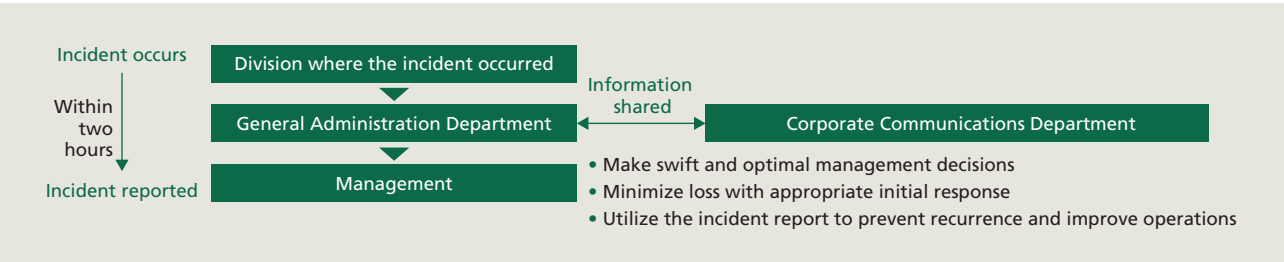 Incident occurs
Within
two
hours
Incident reported
Division where the incident occurred
General Administration Department
Management
Information
shared
Corporate Communications Department
• Make swift and optimal management decisions
• Minimize loss with appropriate initial response
• Utilize the incident report to prevent recurrence and improve operations